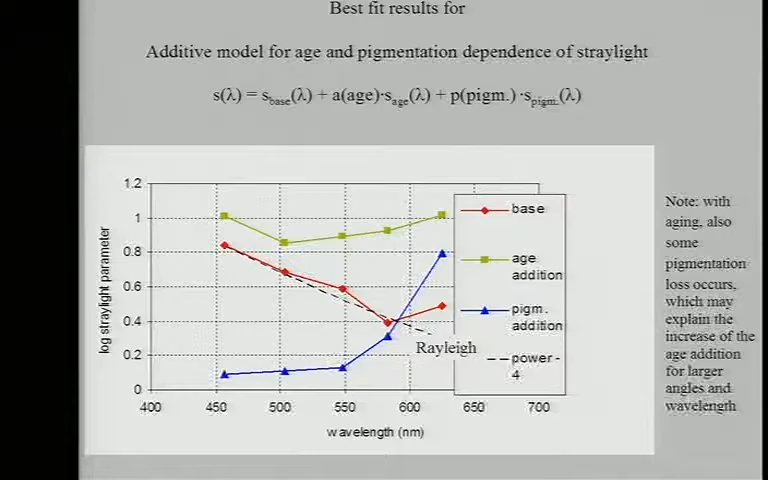 Best fit results for
Additive model for age and pigmentation dependence of straylight
s(λ) = sbase(λ) + a(age)·sage(λ) + p(pigm.)·spigm.(λ)
1.2
1
0.8
0.6
0.4
0.2
0
400
450
500
550
600
650
700
log straylight parameter
wavelength (nm)
base
age
addition
pigm.
addition
power-
4
Rayleigh
Note: with
aging, also
some
pigmentation
loss occurs,
which may
explain the
increase of the
age addition
for larger
angles and
wavelength